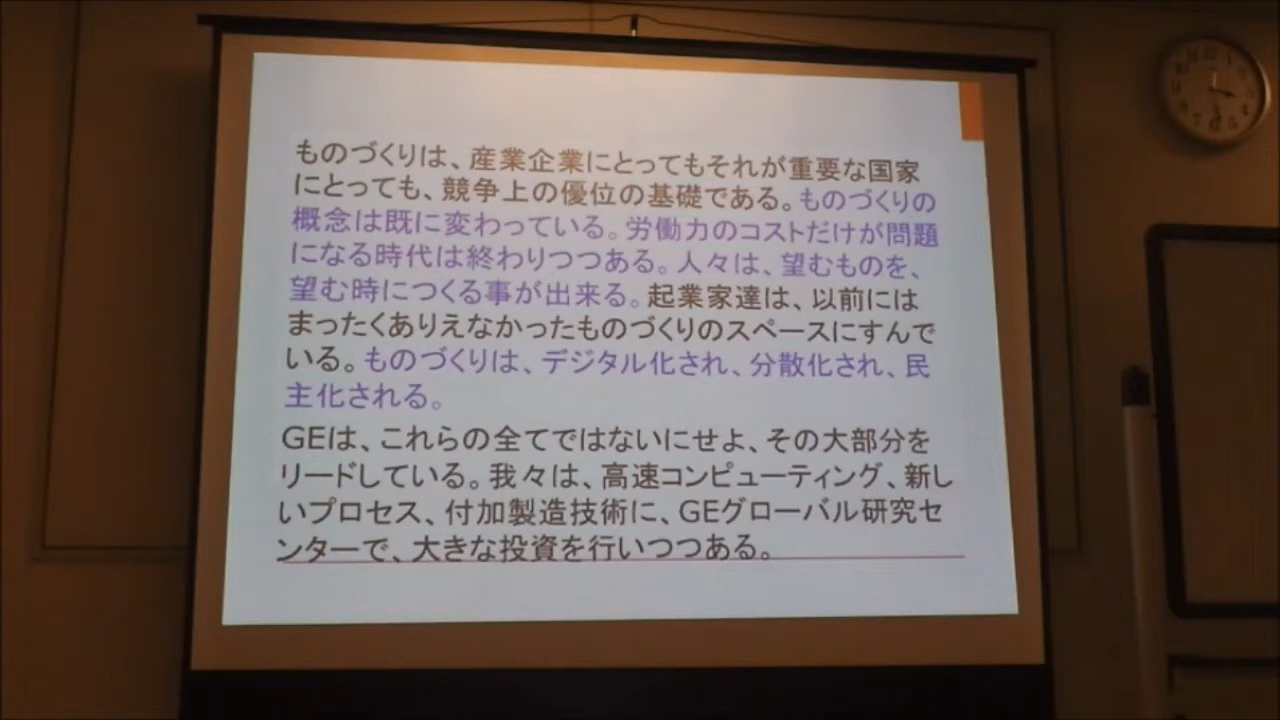 ものづくりは、産業企業にとってもそれが重要な国家
にとっても、競争上の優位の基礎である。ものづくりの
概念は既に変わっている。労働力のコストだけが問題
になる時代は終わりつつある。人々は、望むものを、
望む時につくる事が出来る。起業家達は、以前には
まったくありえなかったものづくりのスペースにすんで
いる。ものづくりは、デジタル化され、分散化され、民
主化される。
GEは、これらの全てではないにせよ、その大部分を
リードしている。我々は、高速コンピューティング、新し
いプロセス、付加製造技術に、GEグローバル研究セ
ンターで、大きな投資を行いつつある。